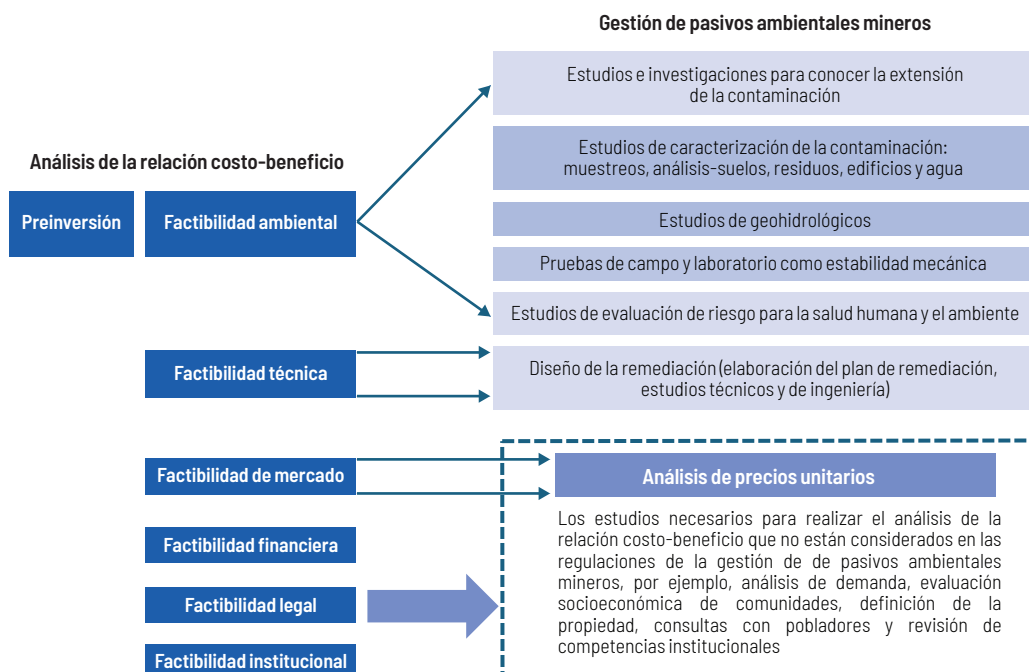 Gestión de pasivos ambientales mineros
Estudios e investigaciones para conocer la extensión
de la contaminación
Estudios de caracterización de la contaminación:
muestreos, análisis-suelos, residuos, edificios y agua
Análisis de la relación costo-beneficio
Preinversión
Factibilidad ambiental
Estudios de geohidrológicos
Pruebas de campo y laboratorio como estabilidad mecánica
Estudios de evaluación de riesgo para la salud humana y el ambiente
Factibilidad técnica
Diseño de la remediación (elaboración del plan de remediación,
estudios técnicos y de ingeniería)
Factibilidad de mercado
Análisis de precios unitarios
Factibilidad financiera
Factibilidad legal
Factibilidad institucional
Los estudios necesarios para realizar el análisis de la
relación costo-beneficio que no están considerados en las
regulaciones de la gestión de de pasivos ambientales
mineros, por ejemplo, análisis de demanda, evaluación
socioeconómica de comunidades, definición de la
propiedad, consultas con pobladores y revisión de
competencias institucionales